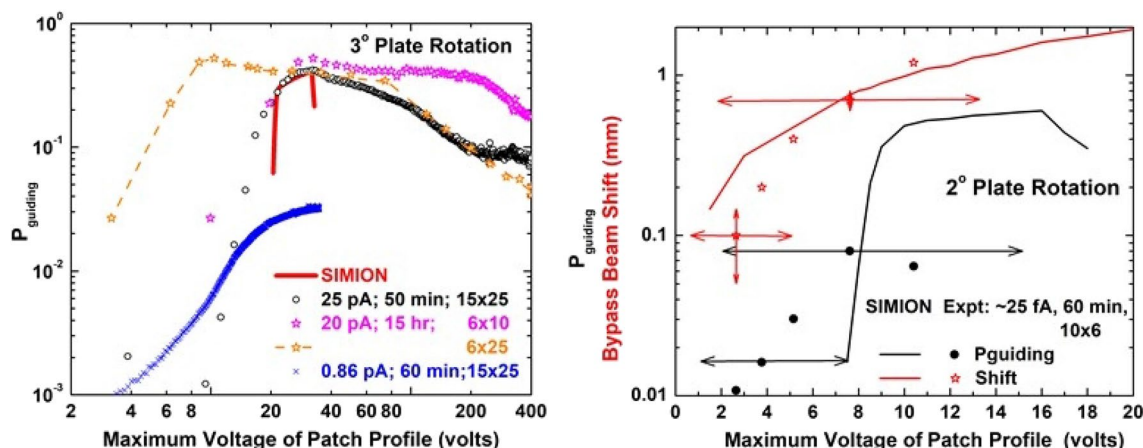 10⁰
10⁻¹
10⁻²
10⁻³
P_guiding
3° Plate Rotation
SIMION
25 pA; 50 min; 15x25
20 pA; 15 hr; 6x10
6x25
0.86 pA; 60 min;15x25
2 4 6 8 20 40 60 80 200 400
Maximum Voltage of Patch Profile (volts)
P_guiding
Bypass Beam Shift (mm)
1
0.1
0.01
2° Plate Rotation
SIMION Expt: ~25 fA, 60 min,
10x6
Pguiding
Shift
0 2 4 6 8 10 12 14 16 18 20
Maximum Voltage of Patch Profile (volts)